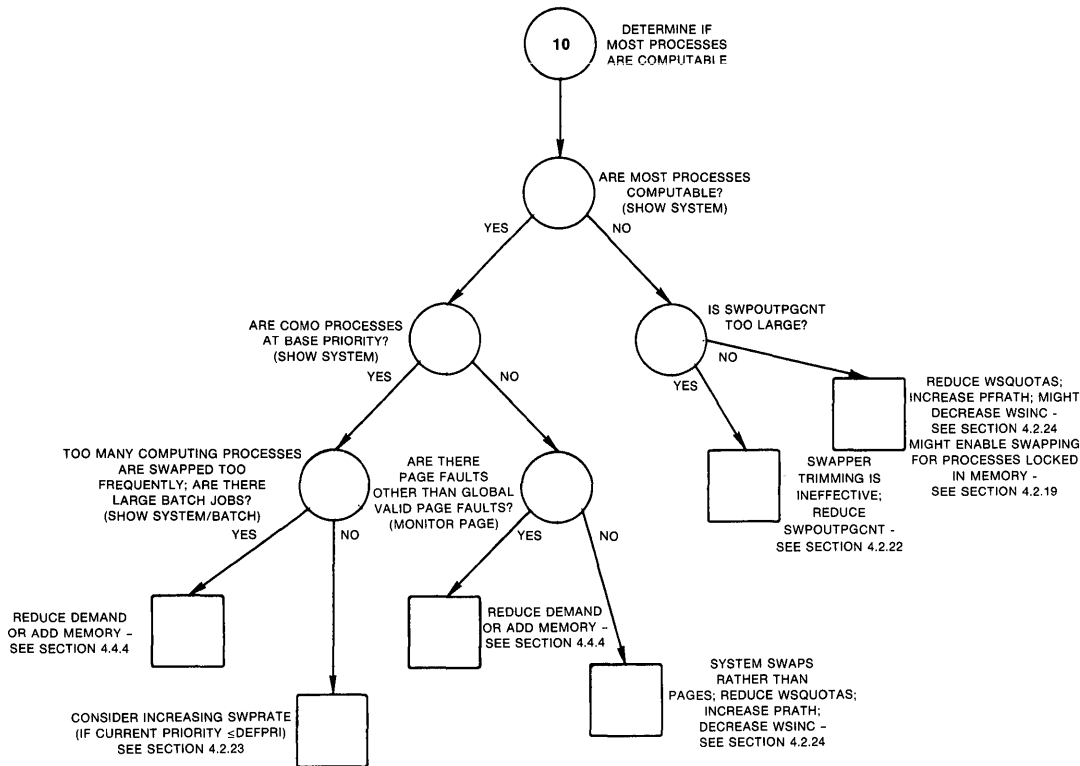 10
DETERMINE IF
MOST PROCESSES
ARE COMPUTABLE
ARE MOST PROCESSES
COMPUTABLE?
(SHOW SYSTEM)
YES
NO
ARE COMO PROCESSES
AT BASE PRIORITY?
(SHOW SYSTEM)
IS SWPOUTPGCNT
TOO LARGE?
YES
NO
YES
NO
TOO MANY COMPUTING PROCESSES
ARE SWAPPED TOO
FREQUENTLY; ARE THERE
LARGE BATCH JOBS?
(SHOW SYSTEM/BATCH)
ARE THERE
PAGE FAULTS
OTHER THAN GLOBAL
VALID PAGE FAULTS?
(MONITOR PAGE)
SWAPPER
TRIMMING IS
INEFFECTIVE;
REDUCE
SWPOUTPGCNT -
SEE SECTION 4.2.22
REDUCE WSQUOTAS;
INCREASE PFRATH; MIGHT
DECREASE WSINC -
SEE SECTION 4.2.24
MIGHT ENABLE SWAPPING
FOR PROCESSES LOCKED
IN MEMORY -
SEE SECTION 4.2.19
YES
NO
YES
NO
REDUCE DEMAND
OR ADD MEMORY -
SEE SECTION 4.4.4
CONSIDER INCREASING SWPRATE
(IF CURRENT PRIORITY ≤DEFPRI)
SEE SECTION 4.2.23
REDUCE DEMAND
OR ADD MEMORY -
SEE SECTION 4.4.4
SYSTEM SWAPS
RATHER THAN
PAGES; REDUCE WSQUOTAS;
INCREASE PRATH;
DECREASE WSINC -
SEE SECTION 4.2.24